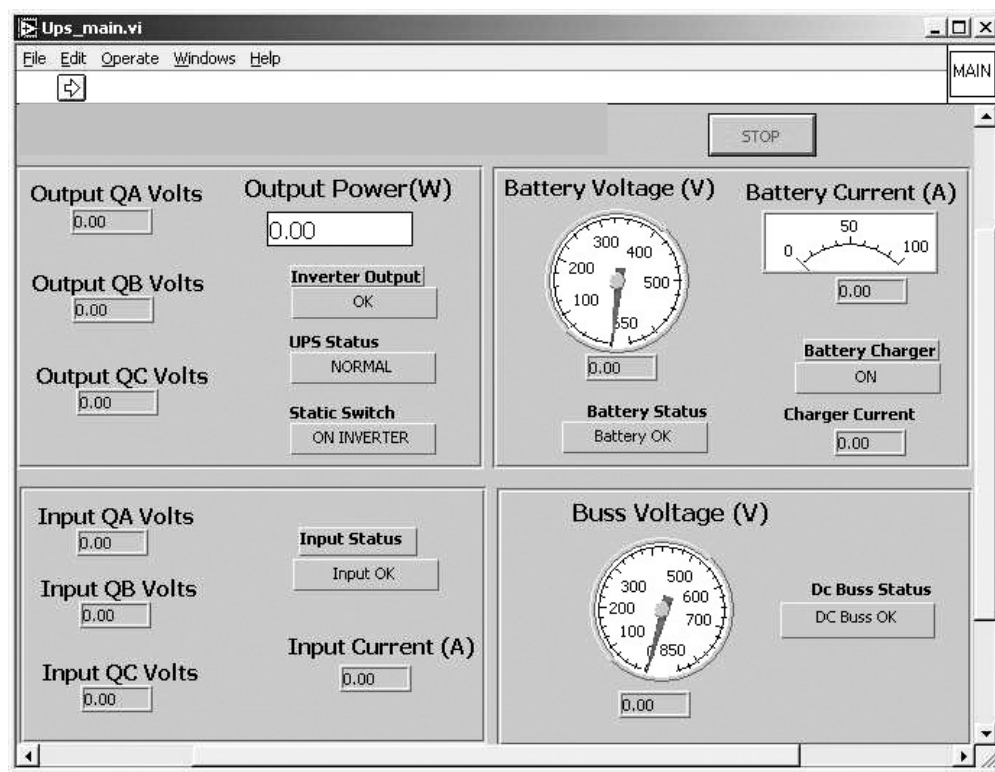 Ups_main.vi
File Edit Operate Windows Help
MAIN
STOP
Output QA Volts
0.00
Output QB Volts
0.00
Output QC Volts
0.00
Output Power(W)
0.00
Inverter Output
OK
UPS Status
NORMAL
Static Switch
ON INVERTER
Battery Voltage (V)
100 200 300 400 500
0.00
Battery Status
Battery OK
Battery Current (A)
0 50 100
0.00
Battery Charger
ON
Charger Current
0.00
Input QA Volts
0.00
Input QB Volts
0.00
Input QC Volts
0.00
Input Status
Input OK
Input Current (A)
0.00
Buss Voltage (V)
100 200 300 500 600 700 850
0.00
Dc Buss Status
DC Buss OK